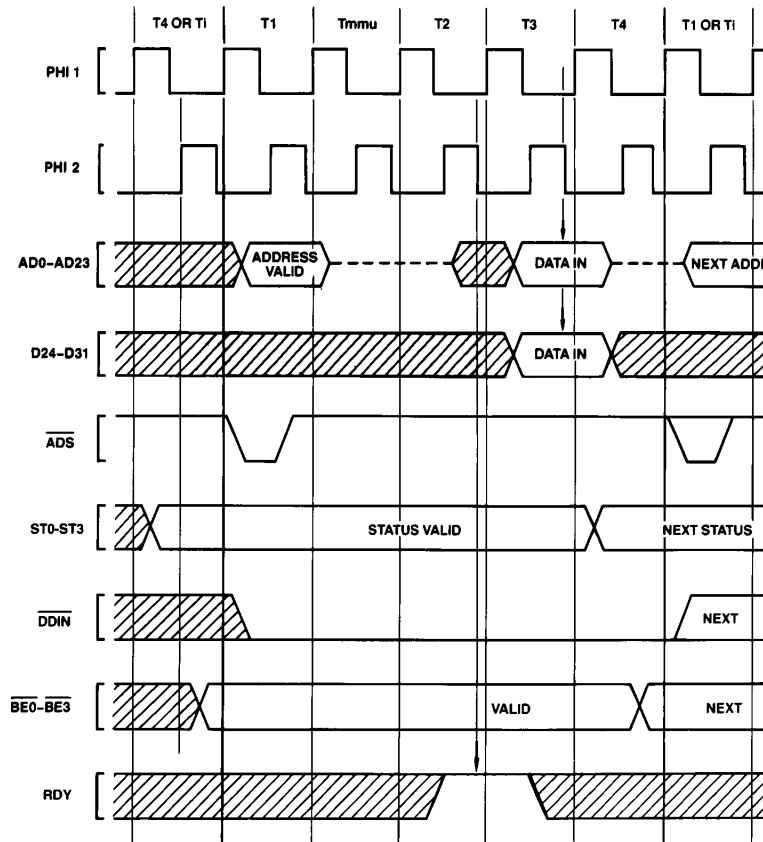 T4 OR Ti T1 Tmmu T2 T3 T4 T1 OR Ti
PHI 1
PHI 2
AD0-AD23 ADDRESS VALID DATA IN NEXT ADD
D24-D31 DATA IN
ADS
ST0-ST3 STATUS VALID NEXT STATUS
DDIN NEXT
BE0-BE3 VALID NEXT
RDY